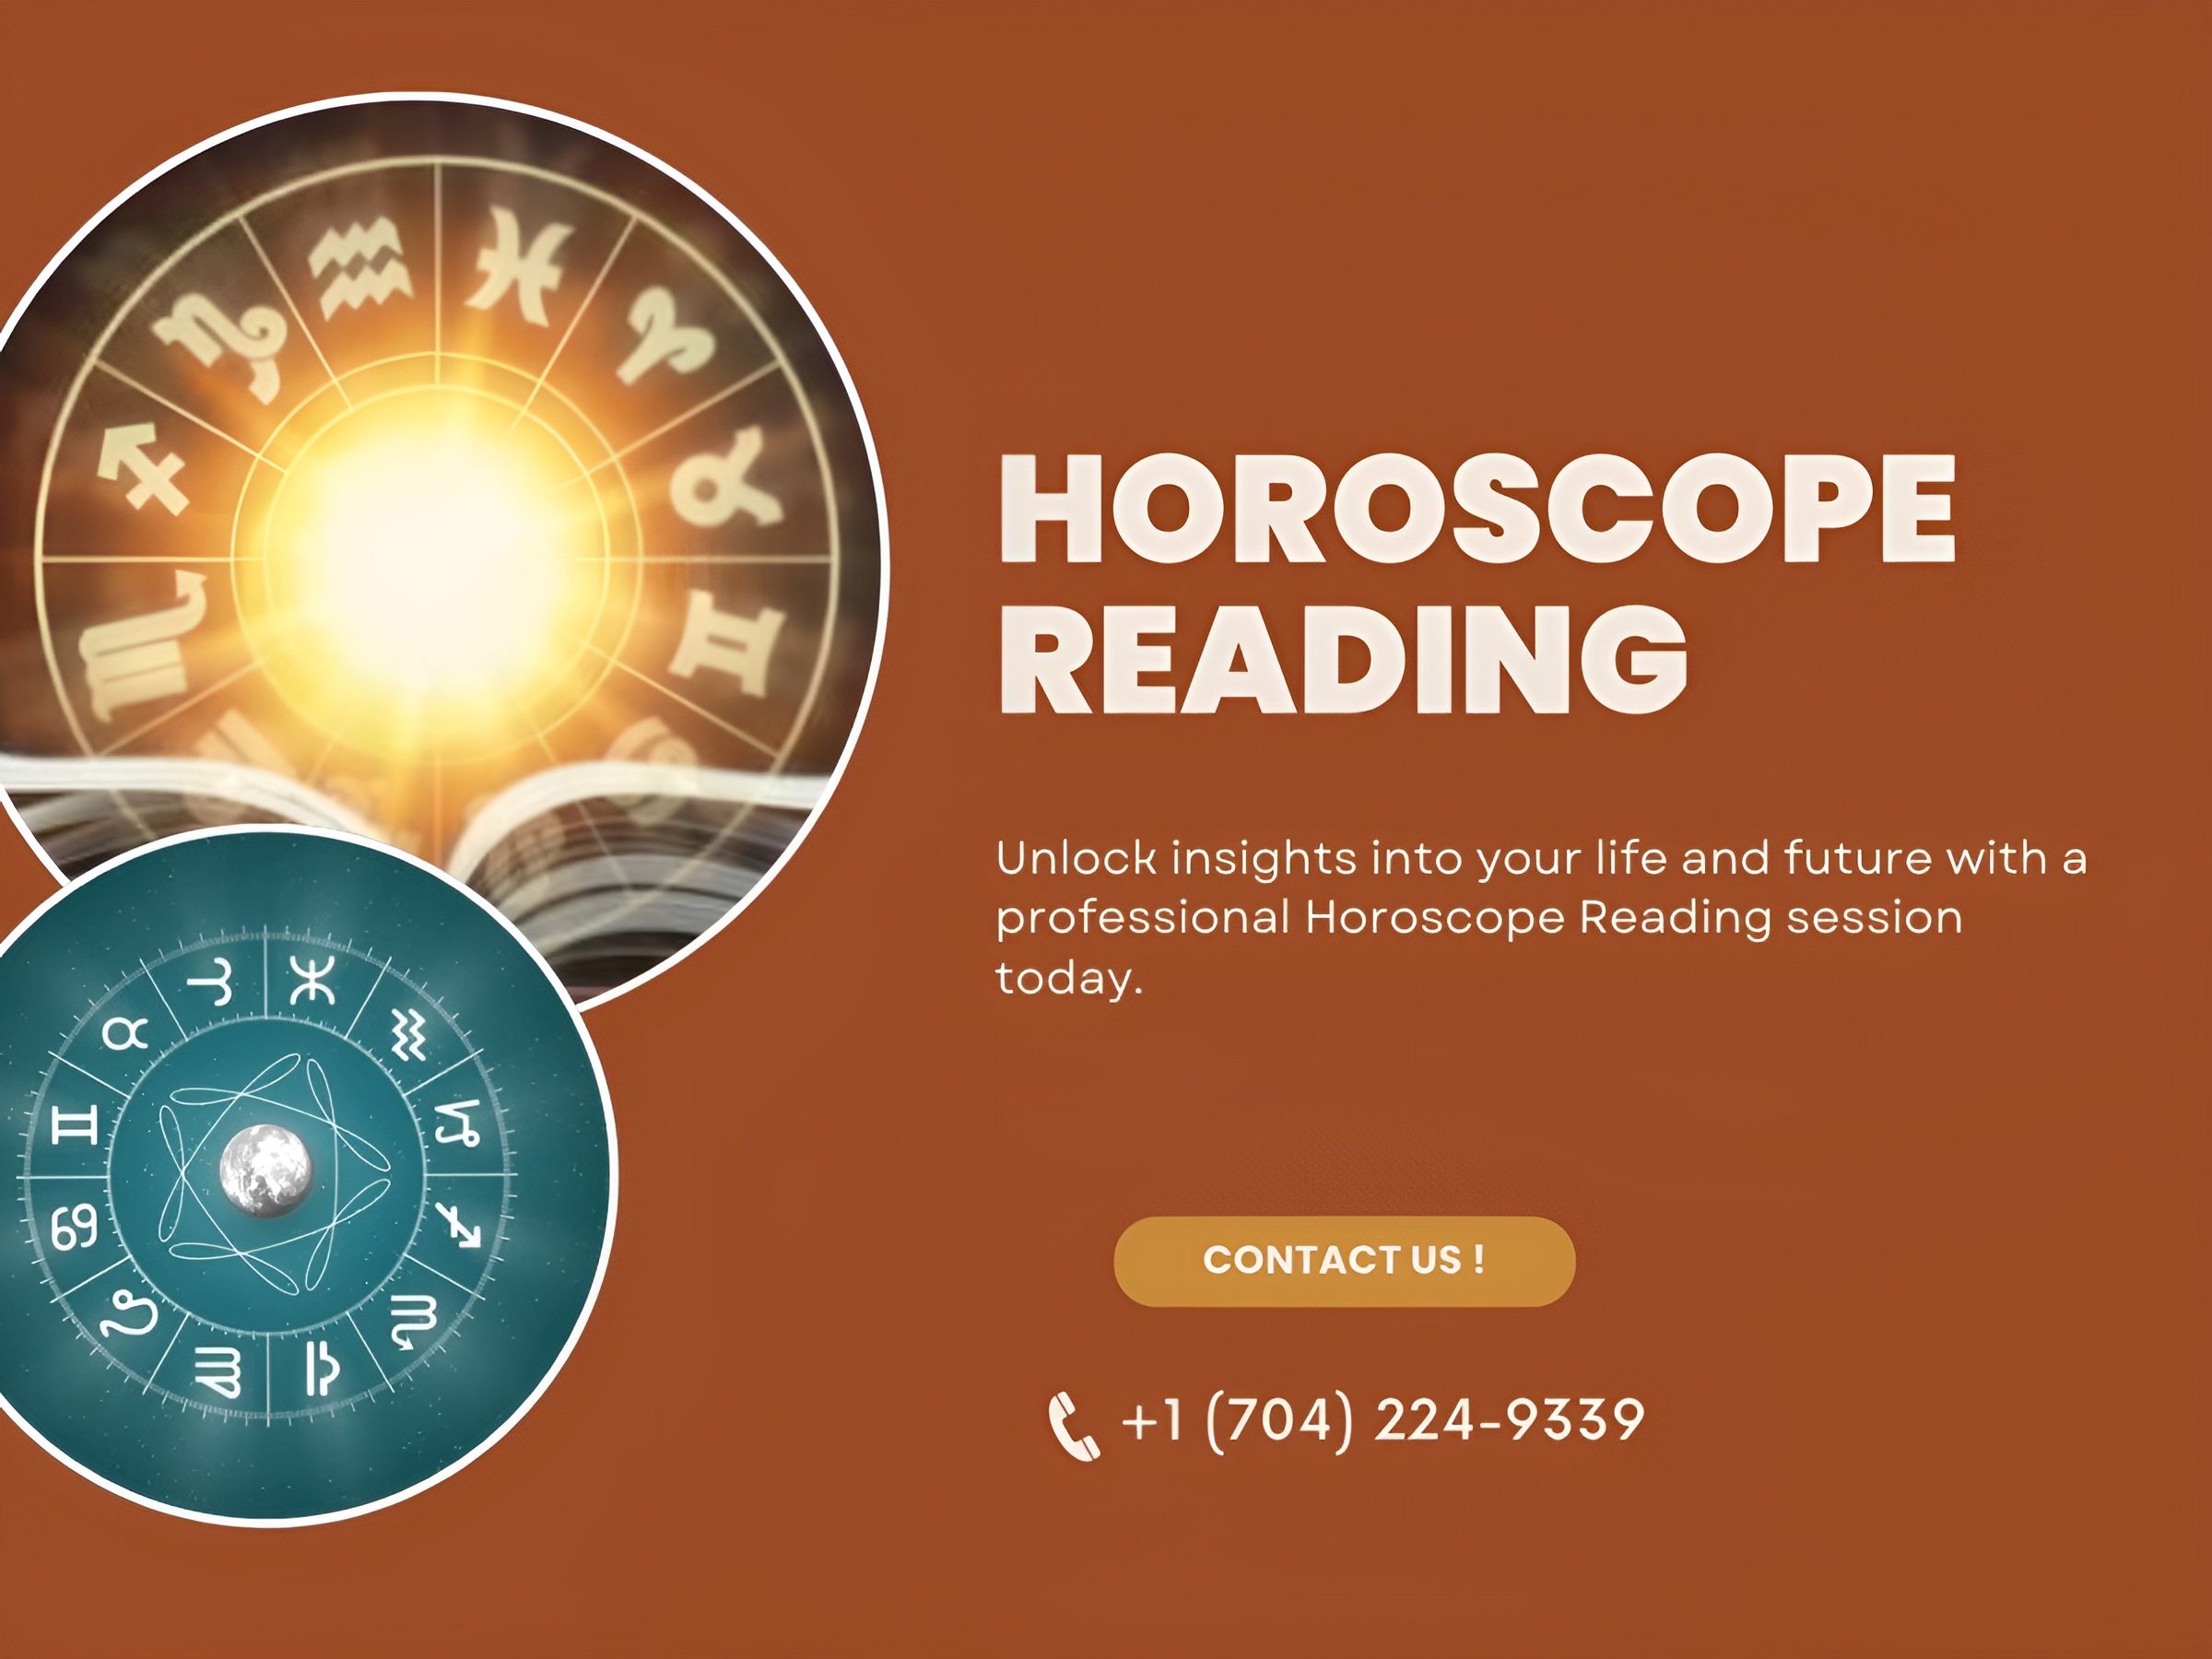 HOROSCOPE
READING
Unlock insights into your life and future with a
professional Horoscope Reading session
today.
CONTACT US !
+1 (704) 224-9339